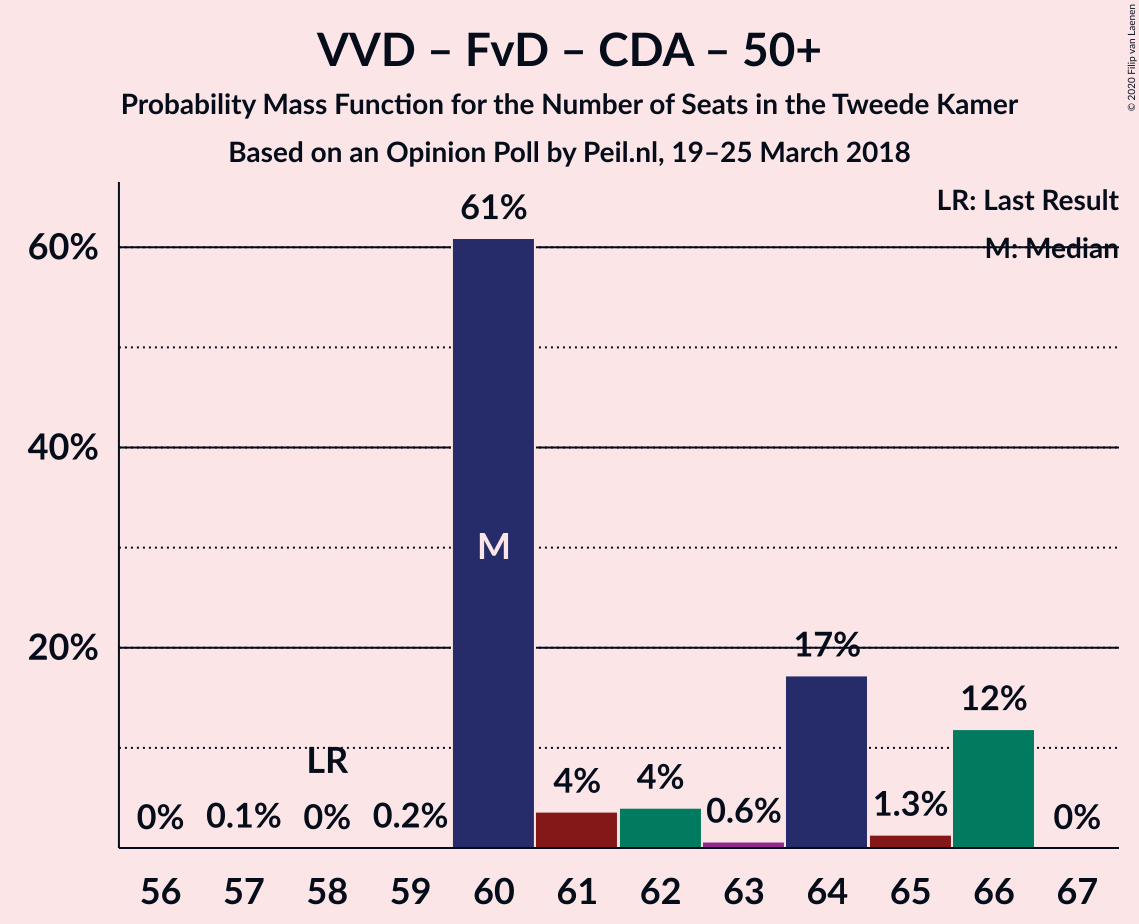 VVD – FvD – CDA – 50+
Probability Mass Function for the Number of Seats in the Tweede Kamer
Based on an Opinion Poll by Peil.nl, 19–25 March 2018
© 2020 Filip van Laenen
LR: Last Result
M: Median
60%
40%
20%
0%
0.1%
LR
0%
0.2%
61%
M
4%
4%
0.6%
17%
1.3%
12%
0%
56 57 58 59 60 61 62 63 64 65 66 67